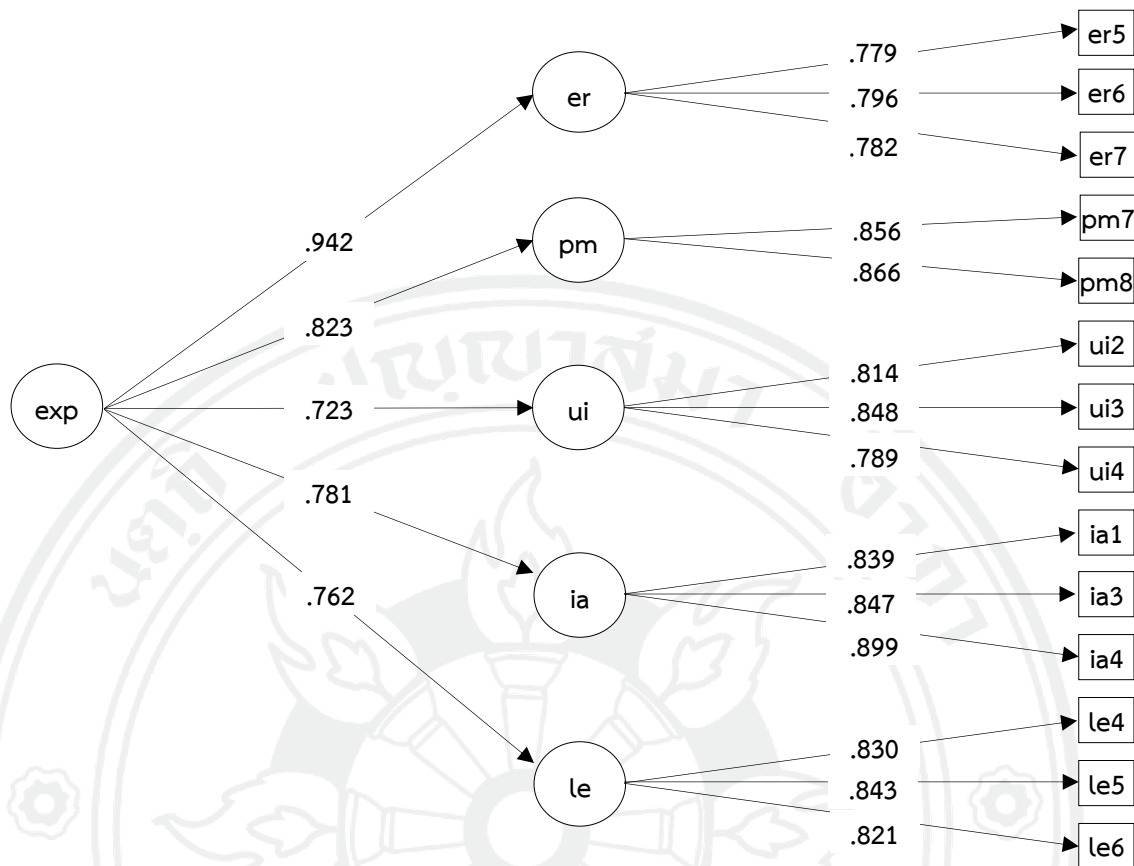 er5
.779
er
er6
.796
er7
.782
pm7
.942
pm
.856
.866
pm8
.823
ui2
.814
exp
.723
ui
.848
ui3
.789
ui4
.781
ia1
.839
.762
ia
.847
ia3
.899
ia4
le4
.830
le
.843
le5
.821
le6